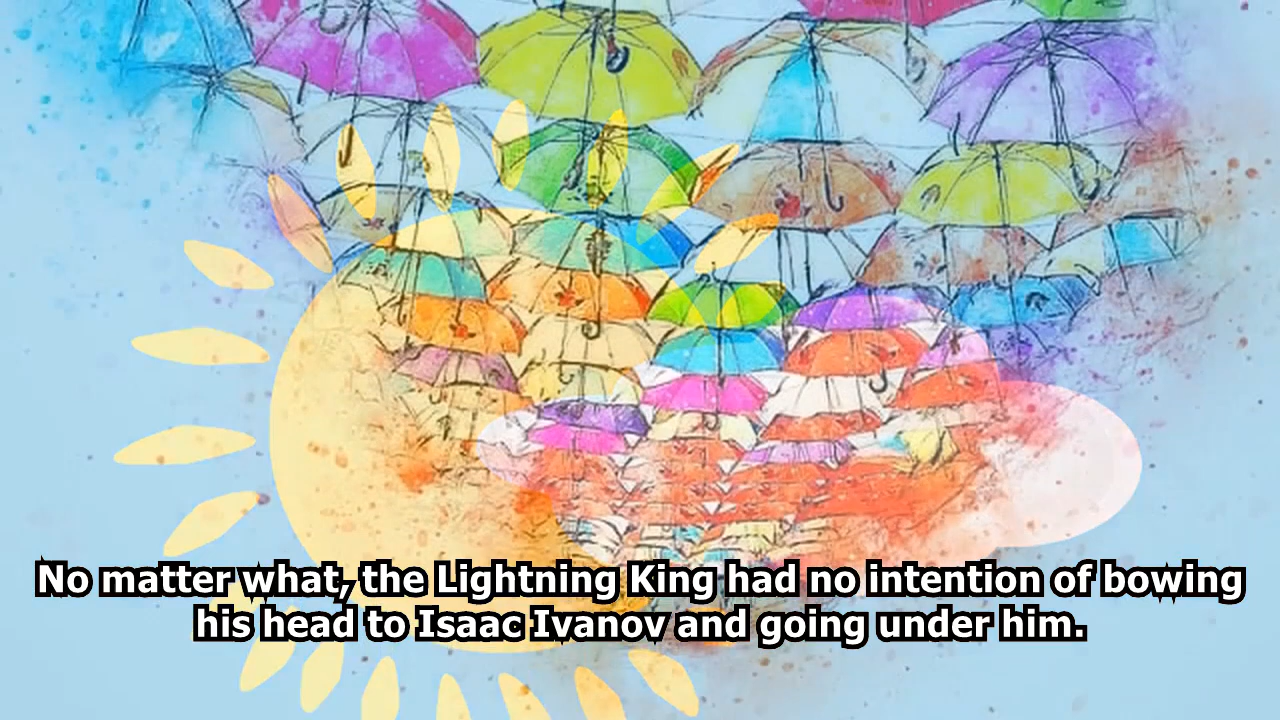 No matter what, the Lightning King had no intention of bowing
his head to Isaac Ivanov and going under him.